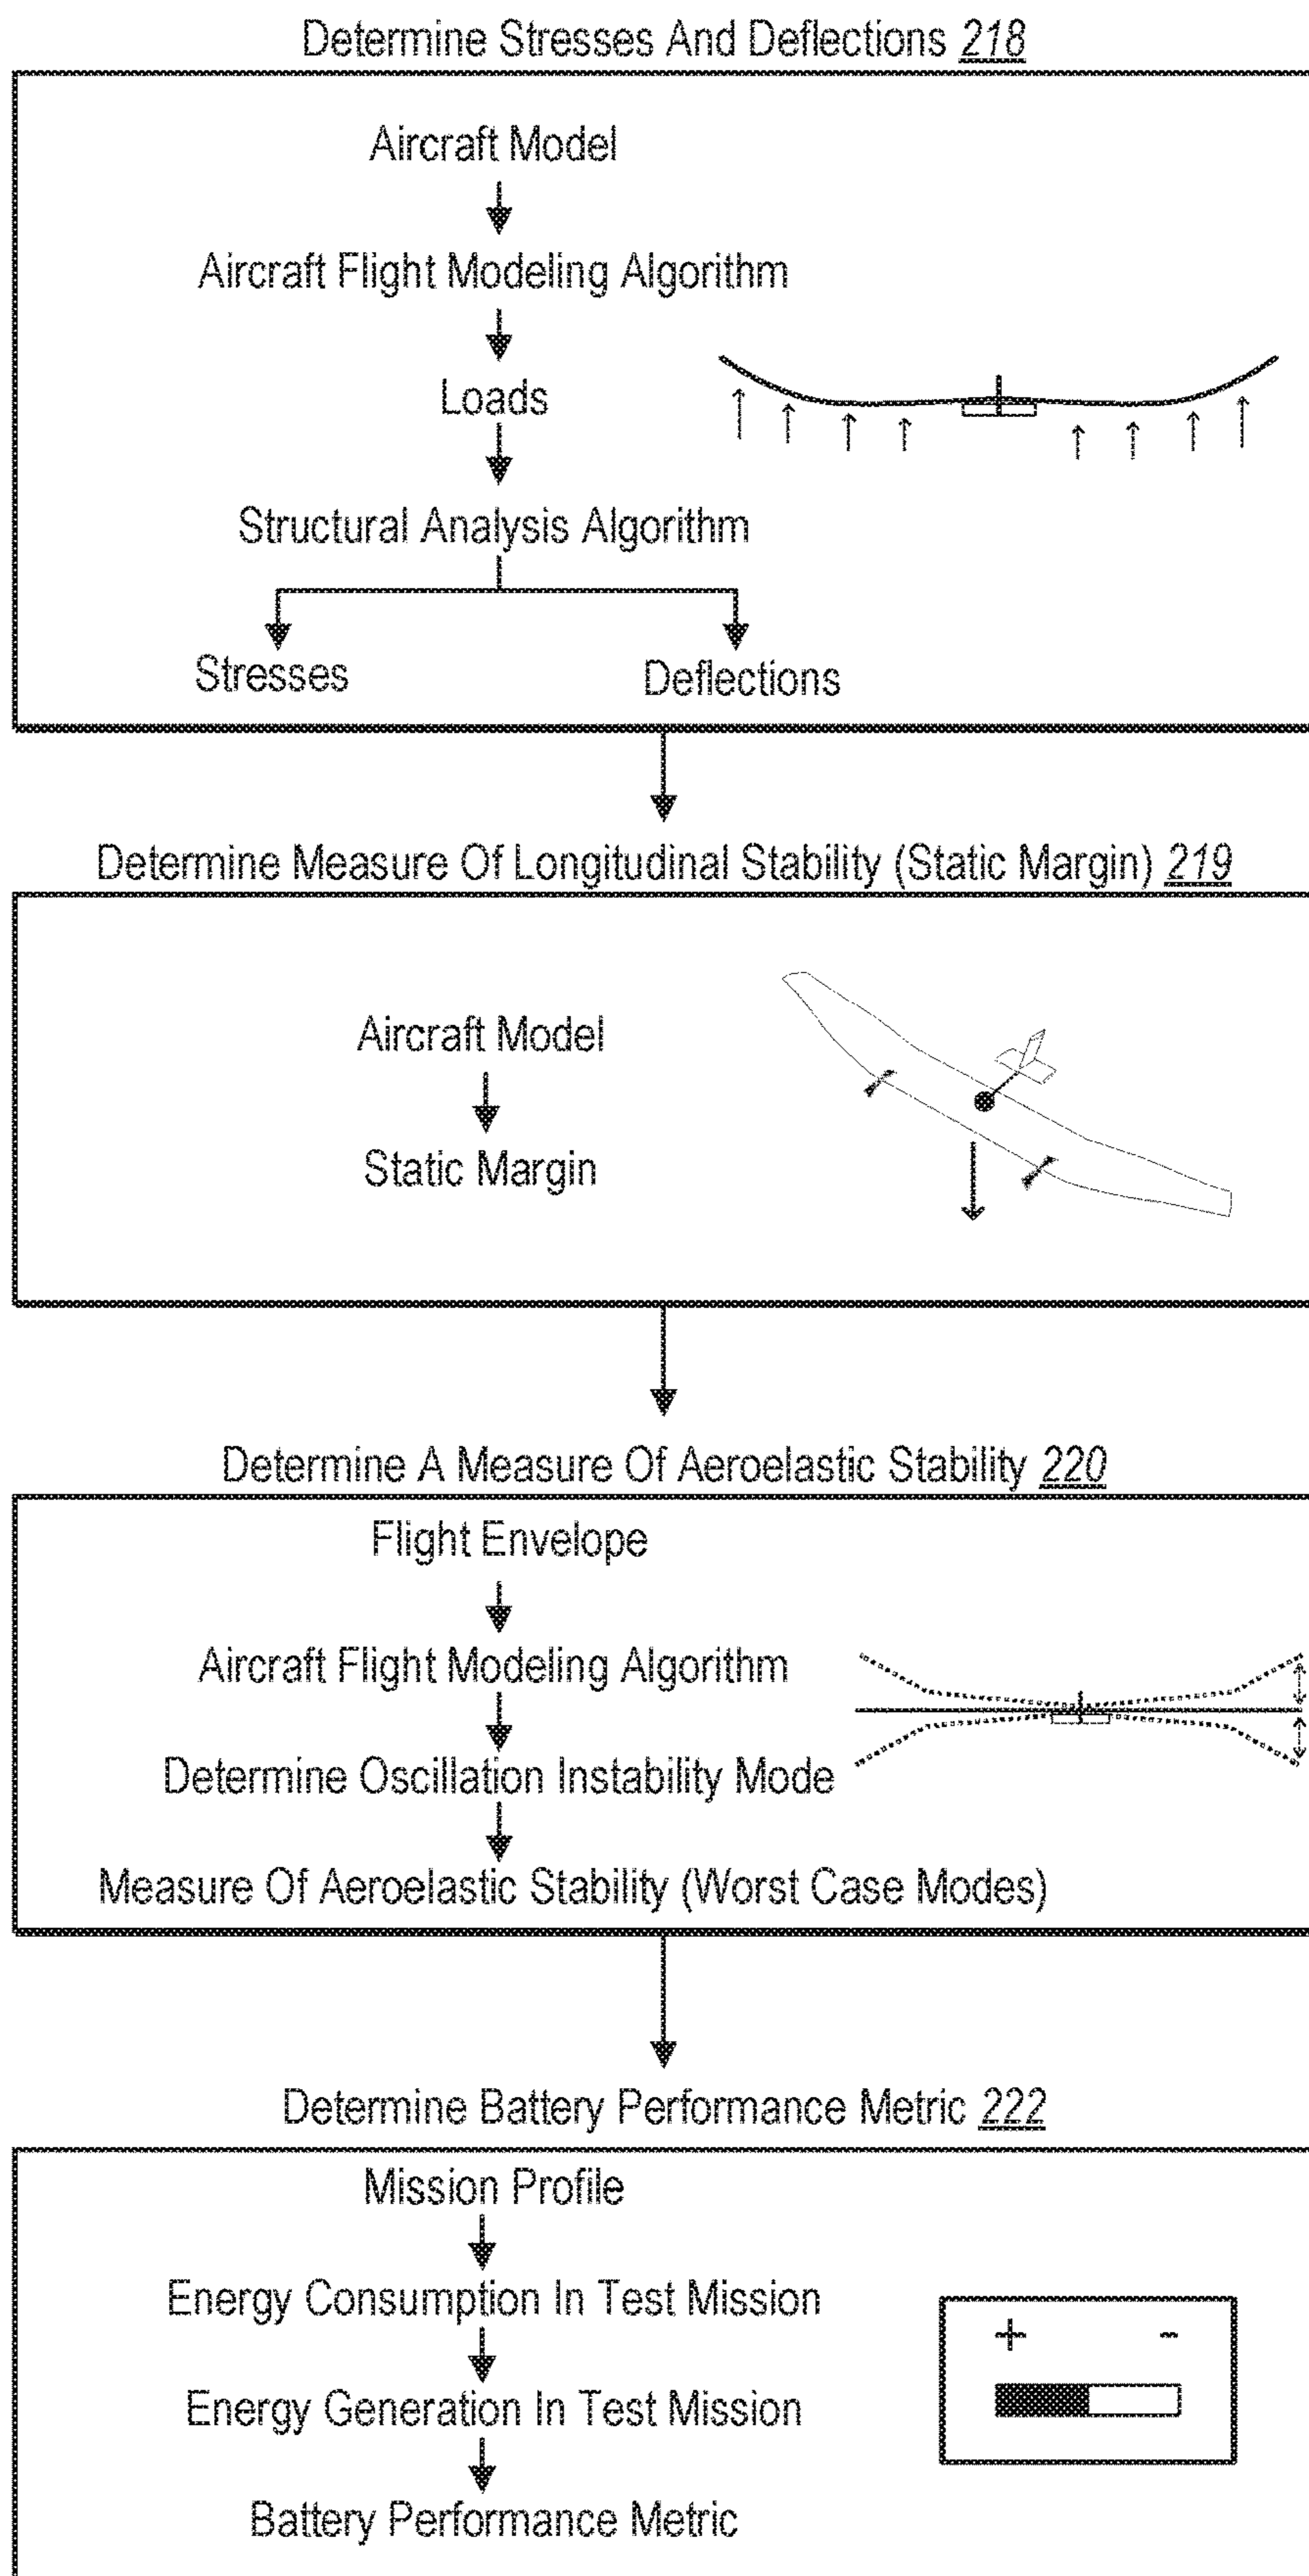 Determine Stresses And Deflections 218
Aircraft Model
Aircraft Flight Modeling Algorithm
Loads
Structural Analysis Algorithm
Stresses Deflections
Determine Measure Of Longitudinal Stability (Static Margin) 219
Aircraft Model
Static Margin
Determine A Measure Of Aeroelastic Stability 220
Flight Envelope
Aircraft Flight Modeling Algorithm
Determine Oscillation Instability Mode
Measure Of Aeroelastic Stability (Worst Case Modes)
Determine Battery Performance Metric 222
Mission Profile
Energy Consumption In Test Mission
+ -
Energy Generation In Test Mission
Battery Performance Metric